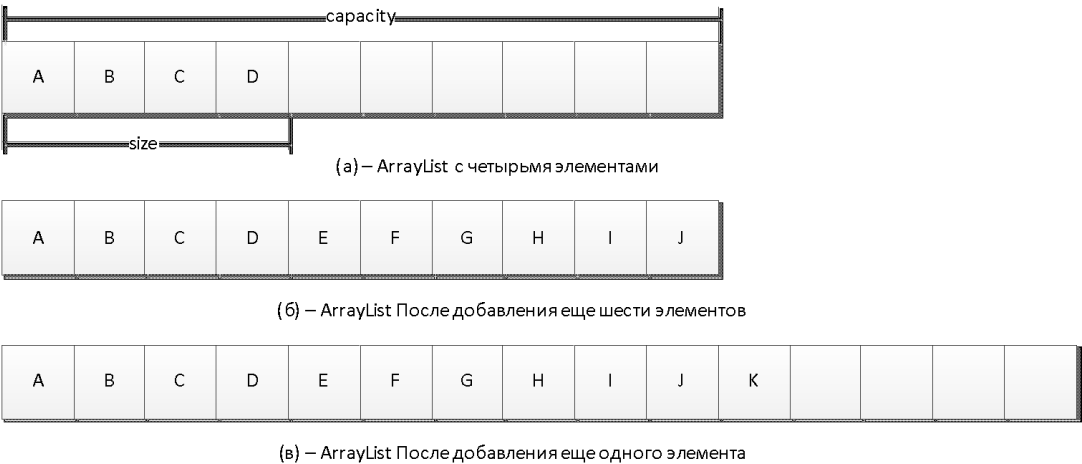 capacity
A B C D
size
(а) – ArrayList с четырьмя элементами
A B C D E F G H I J
(б) – ArrayList После добавления еще шести элементов
A B C D E F G H I J K
(в) – ArrayList После добавления еще одного элемента